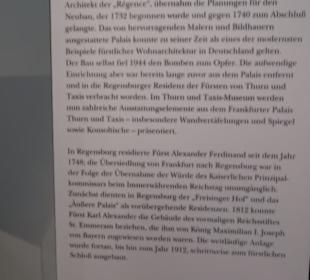 Architekt der „Régence", übernahm die Planungen für den
Neubau, der 1732 begonnen wurde und gegen 1740 zum Abschluß
gelangte. Das von hervorragenden Malern und Bildhauern
ausgestattete Palais konnte zu seiner Zeit als eines der modernsten
Beispiele fürstlicher Wohnarchitektur in Deutschland gelten.
Der Bau selbst fiel 1944 den Bomben zum Opfer. Die aufwendige
Einrichtung aber war bereits lange zuvor aus dem Palais entfernt
und in die Regensburger Residenz der Fürsten von Thurn und
Taxis verbracht worden. Im Thurn und Taxis-Museum werden
nun zahlreiche Ausstattungselemente aus dem Frankfurter Palais
Thurn und Taxis – insbesondere Wandvertäfelungen und Spiegel
sowie Konsoltische – präsentiert.
In Regensburg residierte Fürst Alexander Ferdinand seit dem Jahr
1748; die Übersiedlung von Frankfurt nach Regensburg war in
der Folge der Übernahme der Würde des Kaiserlichen Prinzipal-
kommissars beim Immerwährenden Reichstag unumgänglich.
Zunächst dienten in Regensburg der „Freisinger Hof" und das
„Äußere Palais" als vorübergehende Residenzen. 1812 konnte
Fürst Karl Alexander die Gebäude des vormaligen Reichsstiftes
St. Emmeram beziehen, die ihm von König Maximilian I. Joseph
von Bayern zugewiesen worden waren. Die weitläufige Anlage
wurde fortan, bis hin zum Jahr 1912, schrittweise zum fürstlichen
Schloß ausgebaut.